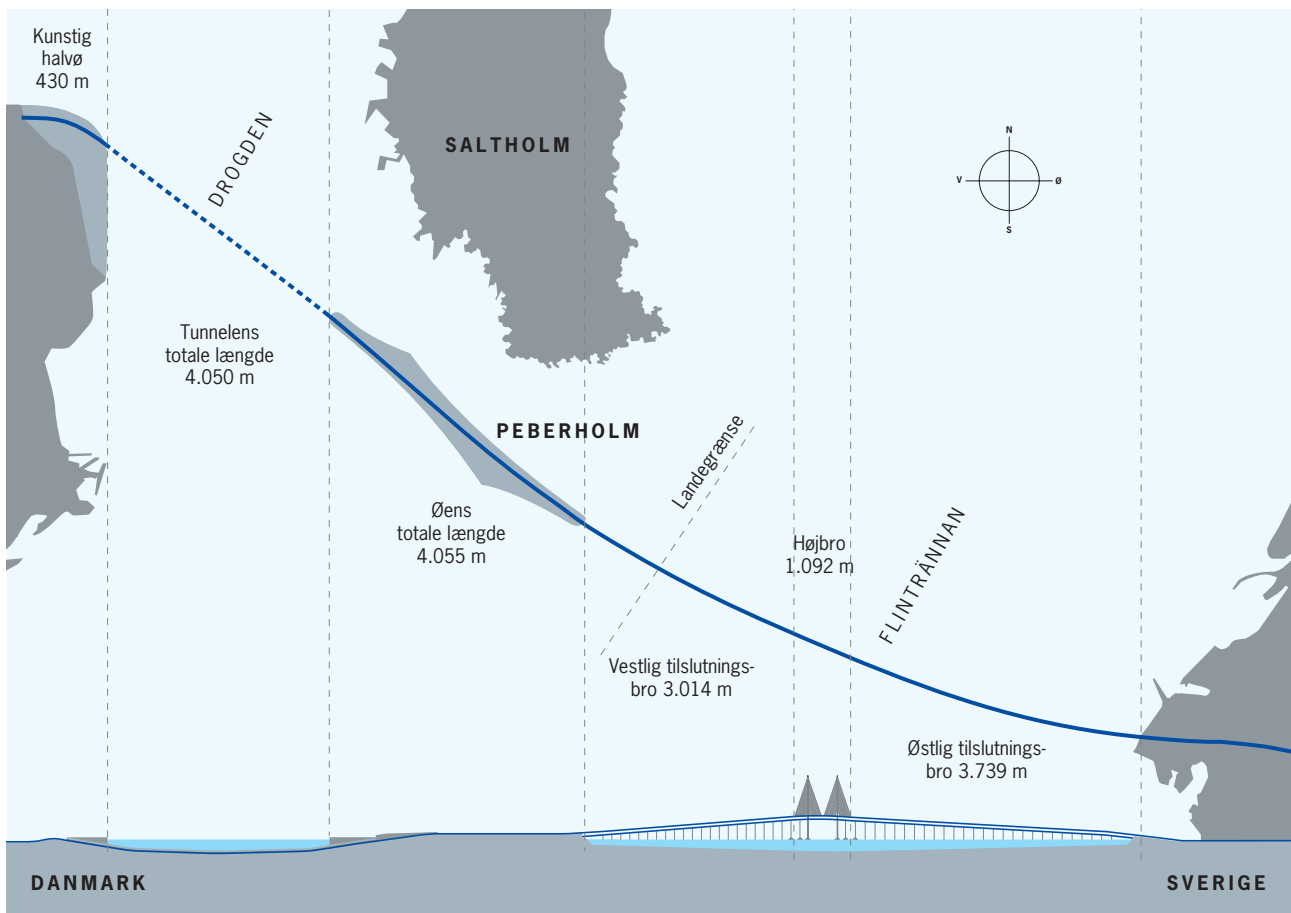 Kunstig
halvø
430 m
DROGDEN
SALTHOLM
N
V
Ø
S
Tunnelens
totale længde
4.050 m
PEBERHOLM
Landegrænse
Øens
totale længde
4.055 m
Højbro
1.092 m
FLINTRÄNNAN
Vestlig tilslutnings-
bro 3.014 m
Østlig tilslutnings-
bro 3.739 m
DANMARK
SVERIGE